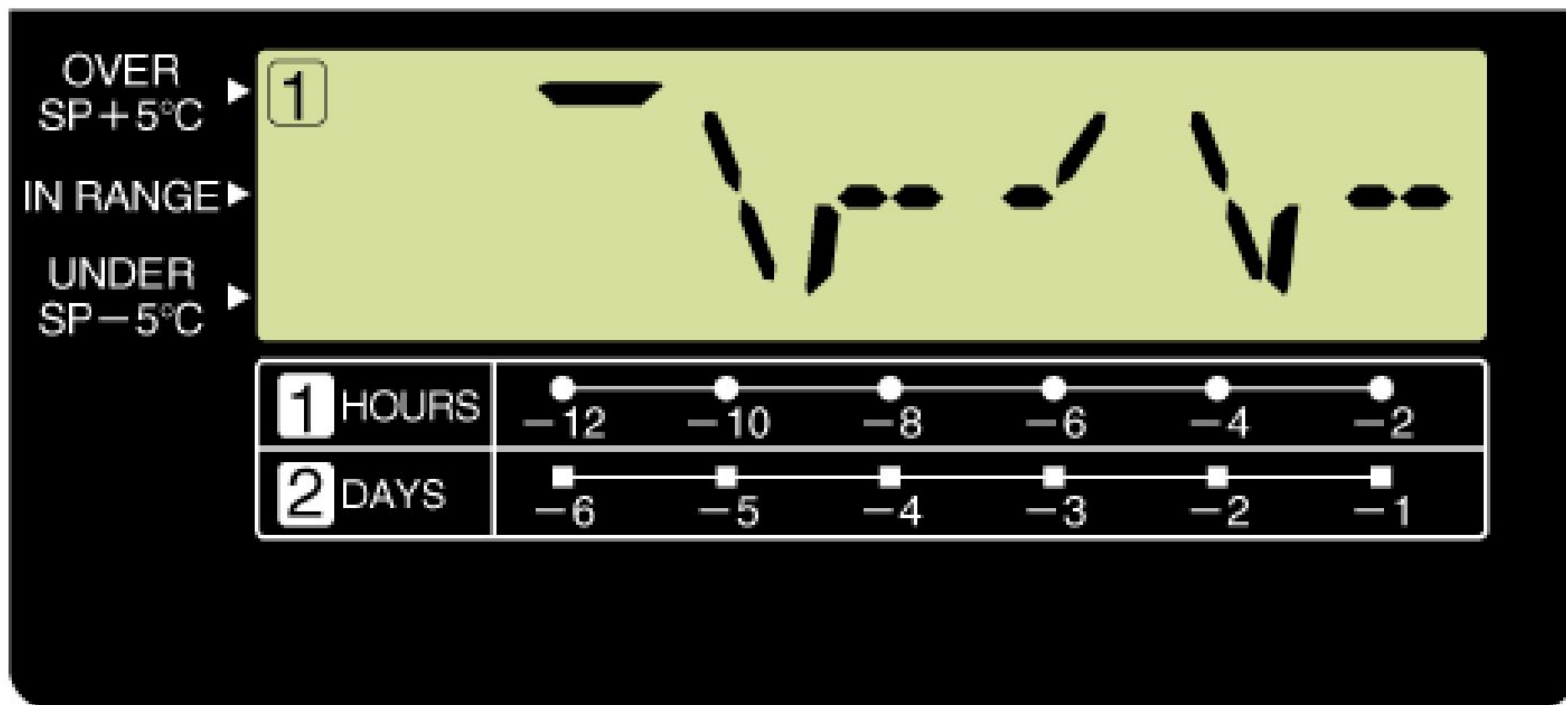 OVER
SP+5°C
1
IN RANGE
UNDER
SP−5°C
1 HOURS −12 −10 −8 −6 −4 −2
2 DAYS −6 −5 −4 −3 −2 −1